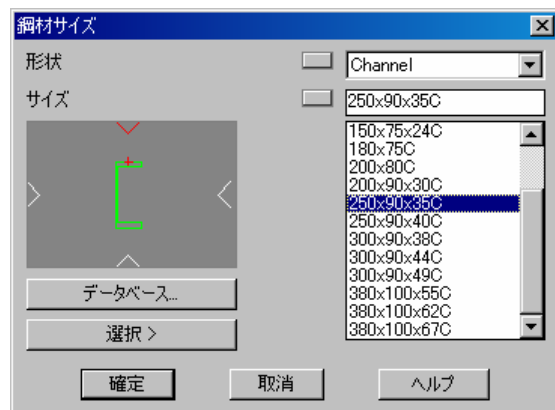 鋼材サイズ
形状
Channel
サイズ
250x90x35C
150x75x24C
180x75C
200x80C
200x90x30C
250x90x35C
250x90x40C
300x90x38C
300x90x44C
300x90x49C
380x100x55C
380x100x62C
380x100x67C
データベース...
選択 >
確定
取消
ヘルプ